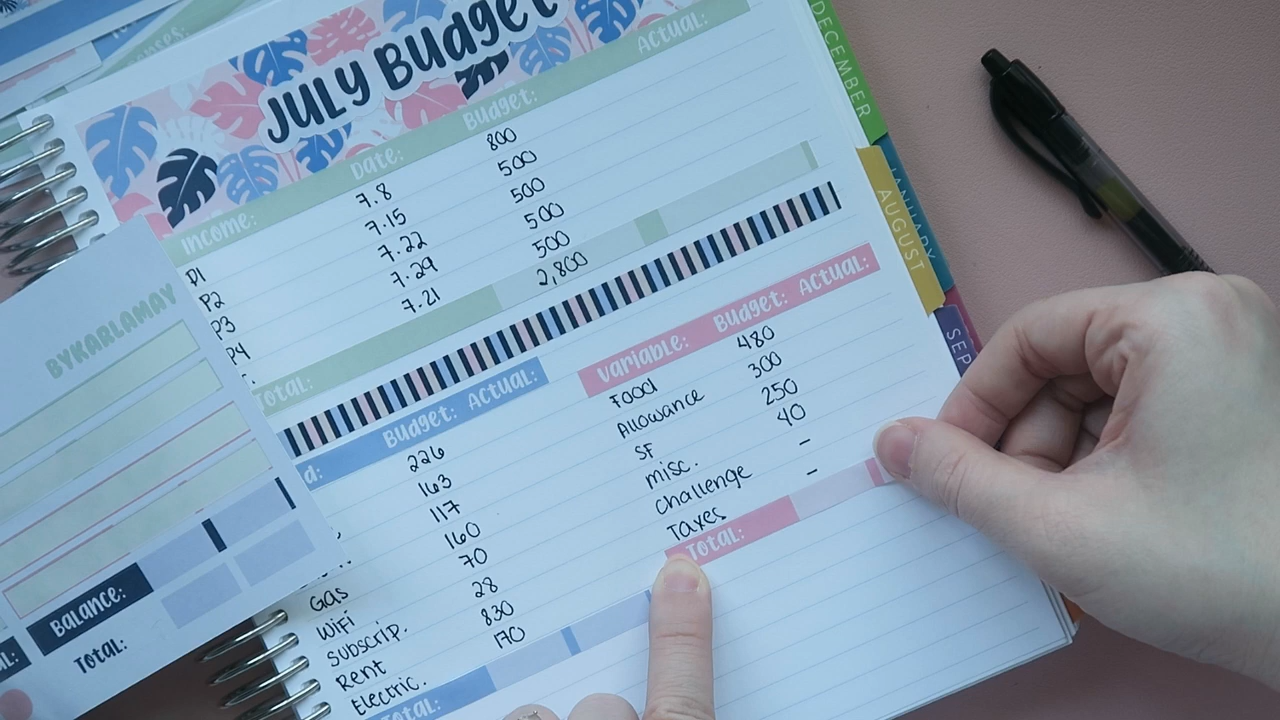 JULY BUDGET
Income: Date: Budget: Actual:
P1 7.8 800
P2 7.15 500
P3 7.22 500
P4 7.29 500
7.21 500
Total: 2,800
Budget: Actual:
226
163
117
160
Gas 70
Wifi 28
Subscrip. 830
Rent 170
Electric.
Total:
Variable: Budget: Actual:
Food 480
Allowance 300
SF 250
misc. 40
challenge -
Taxes -
Total:
BYKARLAMAY
BALANCE:
TOTAL:
DECEMBER
JANUARY
AUGUST
SEP